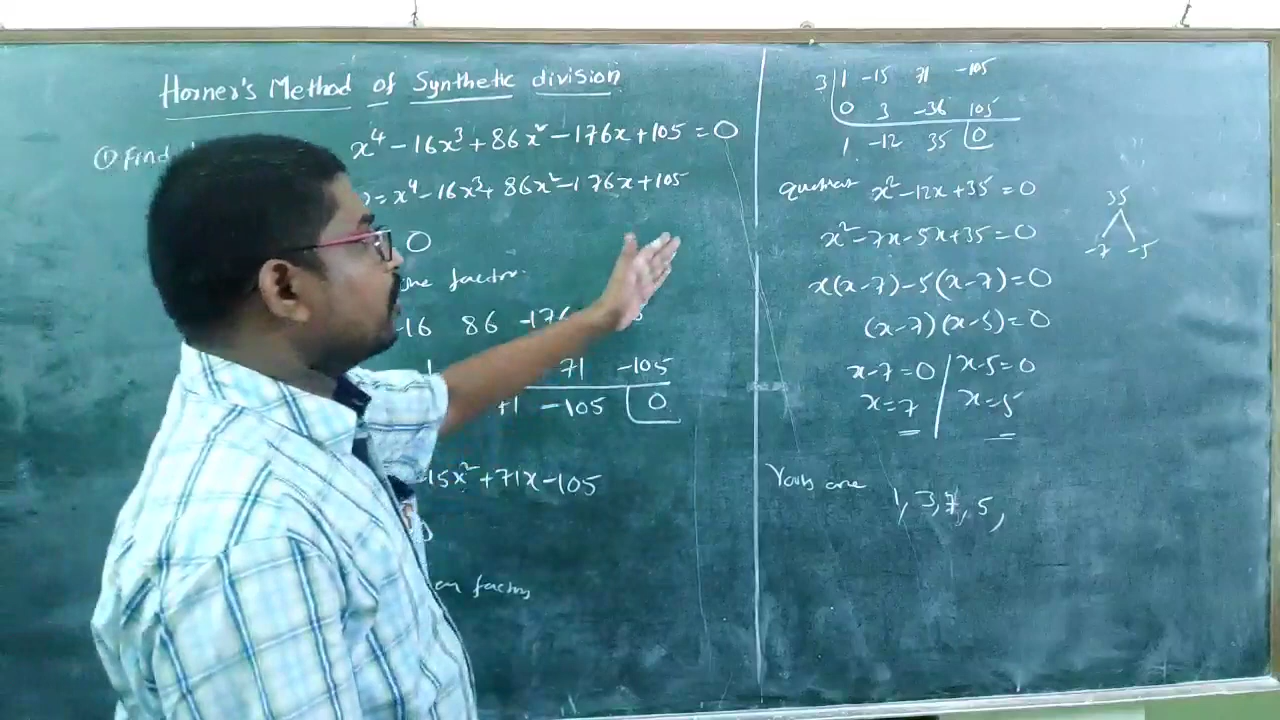 Horner's Method of Synthetic division
① Find x⁴ - 16x³ + 86x² - 176x + 105 = 0
= x⁴ - 16x³ + 86x² - 176x + 105
= 0
one factor.
-16 86 -176
1 71 -105
+1 -105 0
-15x² + 71x - 105
factors
3 1 -15 71 -105
0 3 -36 105
1 -12 35 0
x² - 12x + 35 = 0
35
x² - 7x - 5x + 35 = 0
-7 -5
x(x-7) - 5(x-7) = 0
(x-7)(x-5) = 0
x-7=0 / x-5=0
x=7 / x=5
are
1, 3, 7, 5,